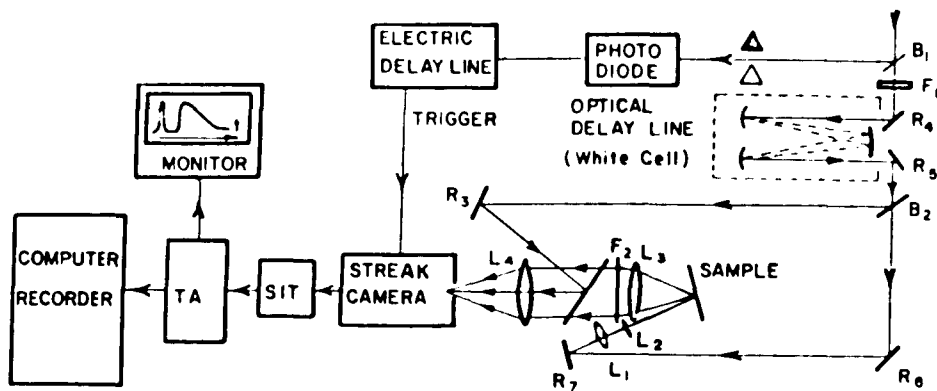 ELECTRIC
DELAY LINE
PHOTO
DIODE
B1
F1
OPTICAL
DELAY LINE
(White Cell)
R4
R5
TRIGGER
t
MONITOR
R3
B2
COMPUTER
RECORDER
TA
SIT
STREAK
CAMERA
L4
F2
L3
SAMPLE
L2
L1
R7
R6